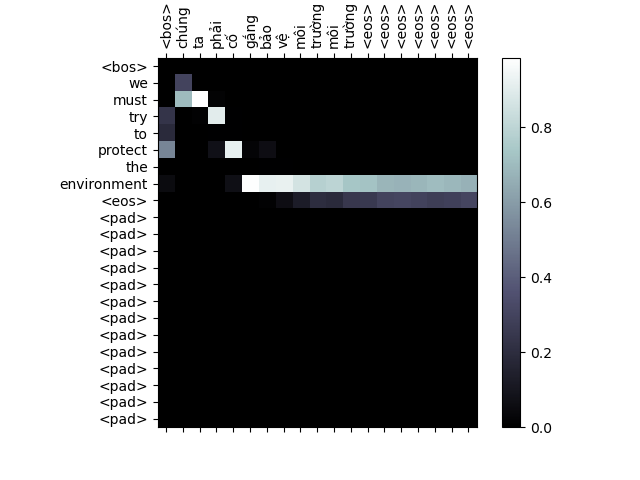 <bos>
chúng
ta
phải
cố
gắng
bảo
vệ
môi
trường
môi
trường
<eos>
<eos>
<eos>
<eos>
<eos>
<eos>
<eos>
<bos>
we
must
try
to
protect
the
environment
<eos>
<pad>
<pad>
<pad>
<pad>
<pad>
<pad>
<pad>
<pad>
<pad>
<pad>
<pad>
<pad>
<pad>
0.8
0.6
0.4
0.2
0.0